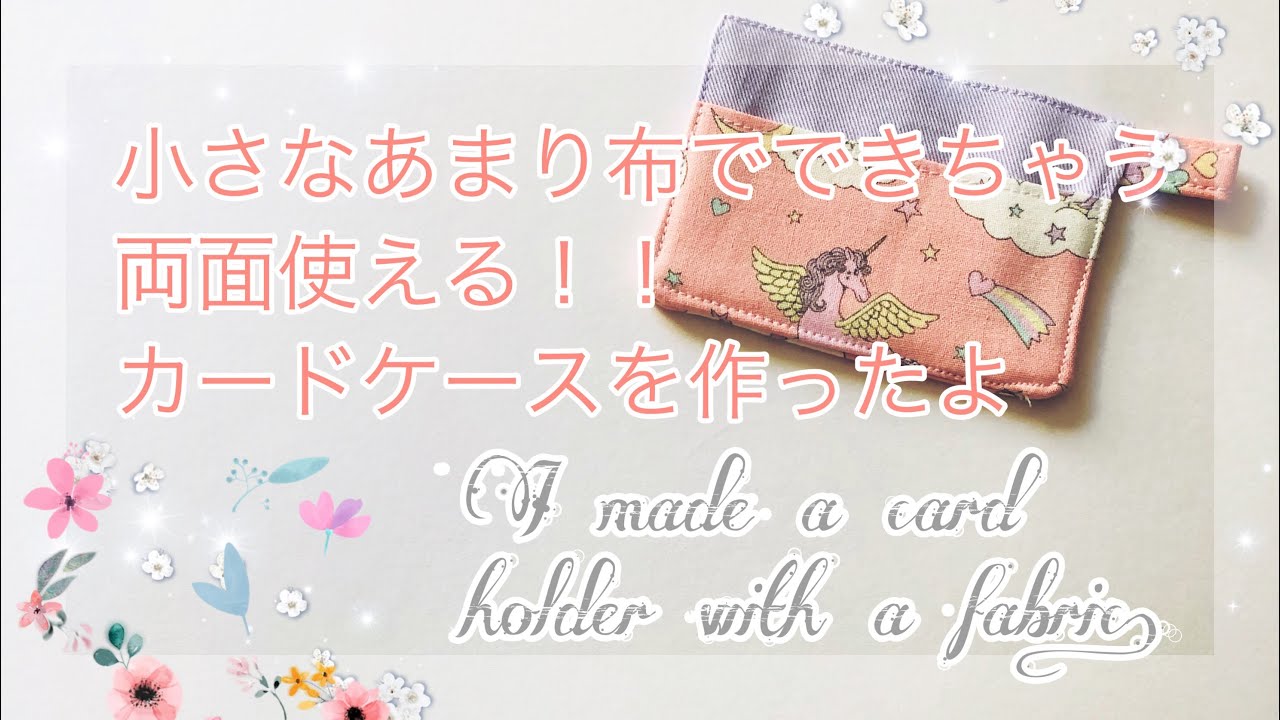 小さなあまり布でできちゃう
両面使える！！
カードケースを作ったよ
I made a card
holder with a fabric